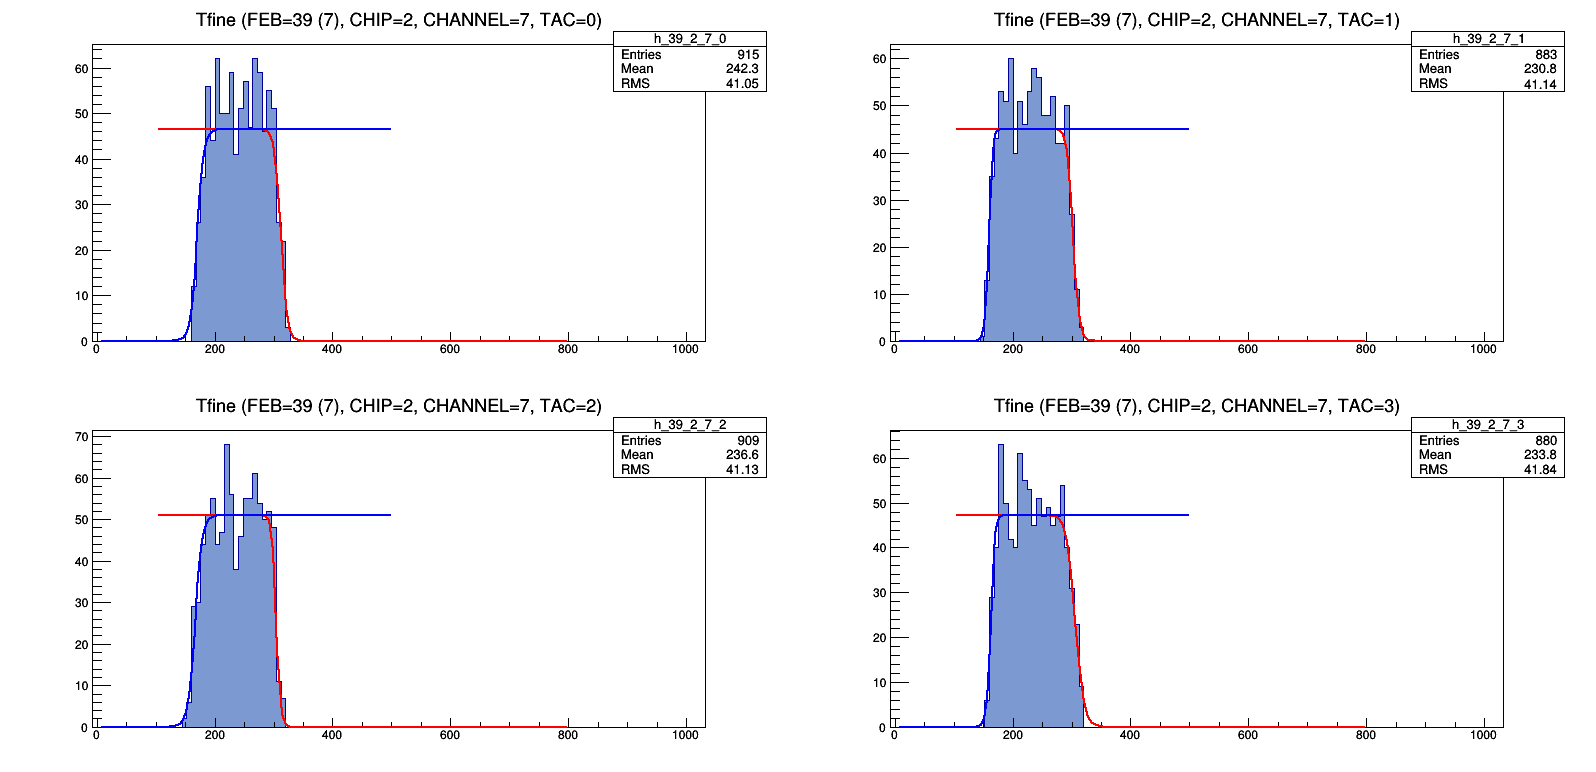 Tfine (FEB=39 (7), CHIP=2, CHANNEL=7, TAC=0)
h_39_2_7_0
Entries 915
Mean 242.3
RMS 41.05
60
50
40
30
20
10
0
0 200 400 600 800 1000
Tfine (FEB=39 (7), CHIP=2, CHANNEL=7, TAC=1)
h_39_2_7_1
Entries 883
Mean 230.8
RMS 41.14
60
50
40
30
20
10
0
0 200 400 600 800 1000
Tfine (FEB=39 (7), CHIP=2, CHANNEL=7, TAC=2)
h_39_2_7_2
Entries 909
Mean 236.6
RMS 41.13
70
60
50
40
30
20
10
0
0 200 400 600 800 1000
Tfine (FEB=39 (7), CHIP=2, CHANNEL=7, TAC=3)
h_39_2_7_3
Entries 880
Mean 233.8
RMS 41.84
60
50
40
30
20
10
0
0 200 400 600 800 1000